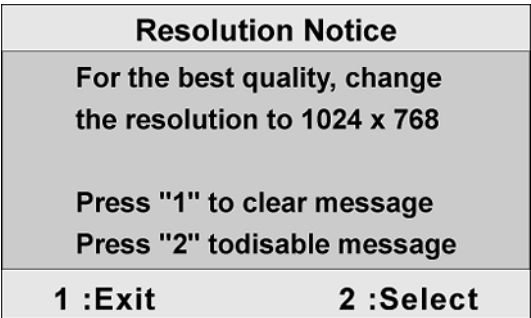 Resolution Notice
For the best quality, change
the resolution to 1024 x 768
Press "1" to clear message
Press "2" todisable message
1 :Exit 2 :Select